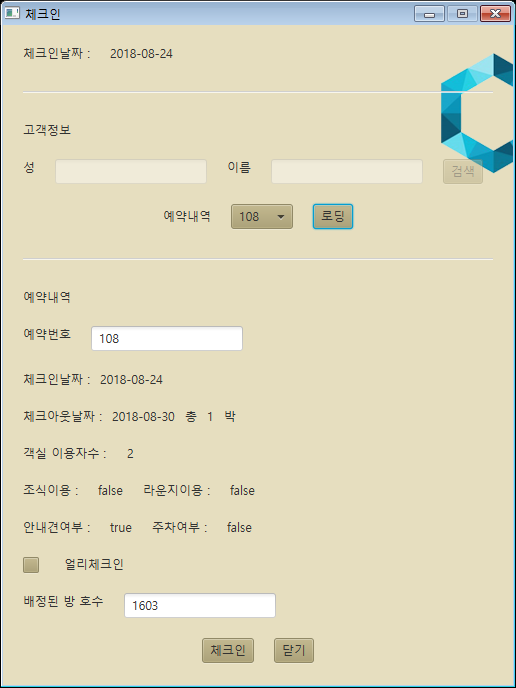 체크인
체크인날짜 : 2018-08-24
고객정보
성 이름 검색
예약내역 108 로딩
예약내역
예약번호 108
체크인날짜 : 2018-08-24
체크아웃날짜 : 2018-08-30 총 1 박
객실 이용자수 : 2
조식이용 : false 라운지이용 : false
안내견여부 : true 주차여부 : false
얼리체크인
배정된 방 호수 1603
체크인 닫기